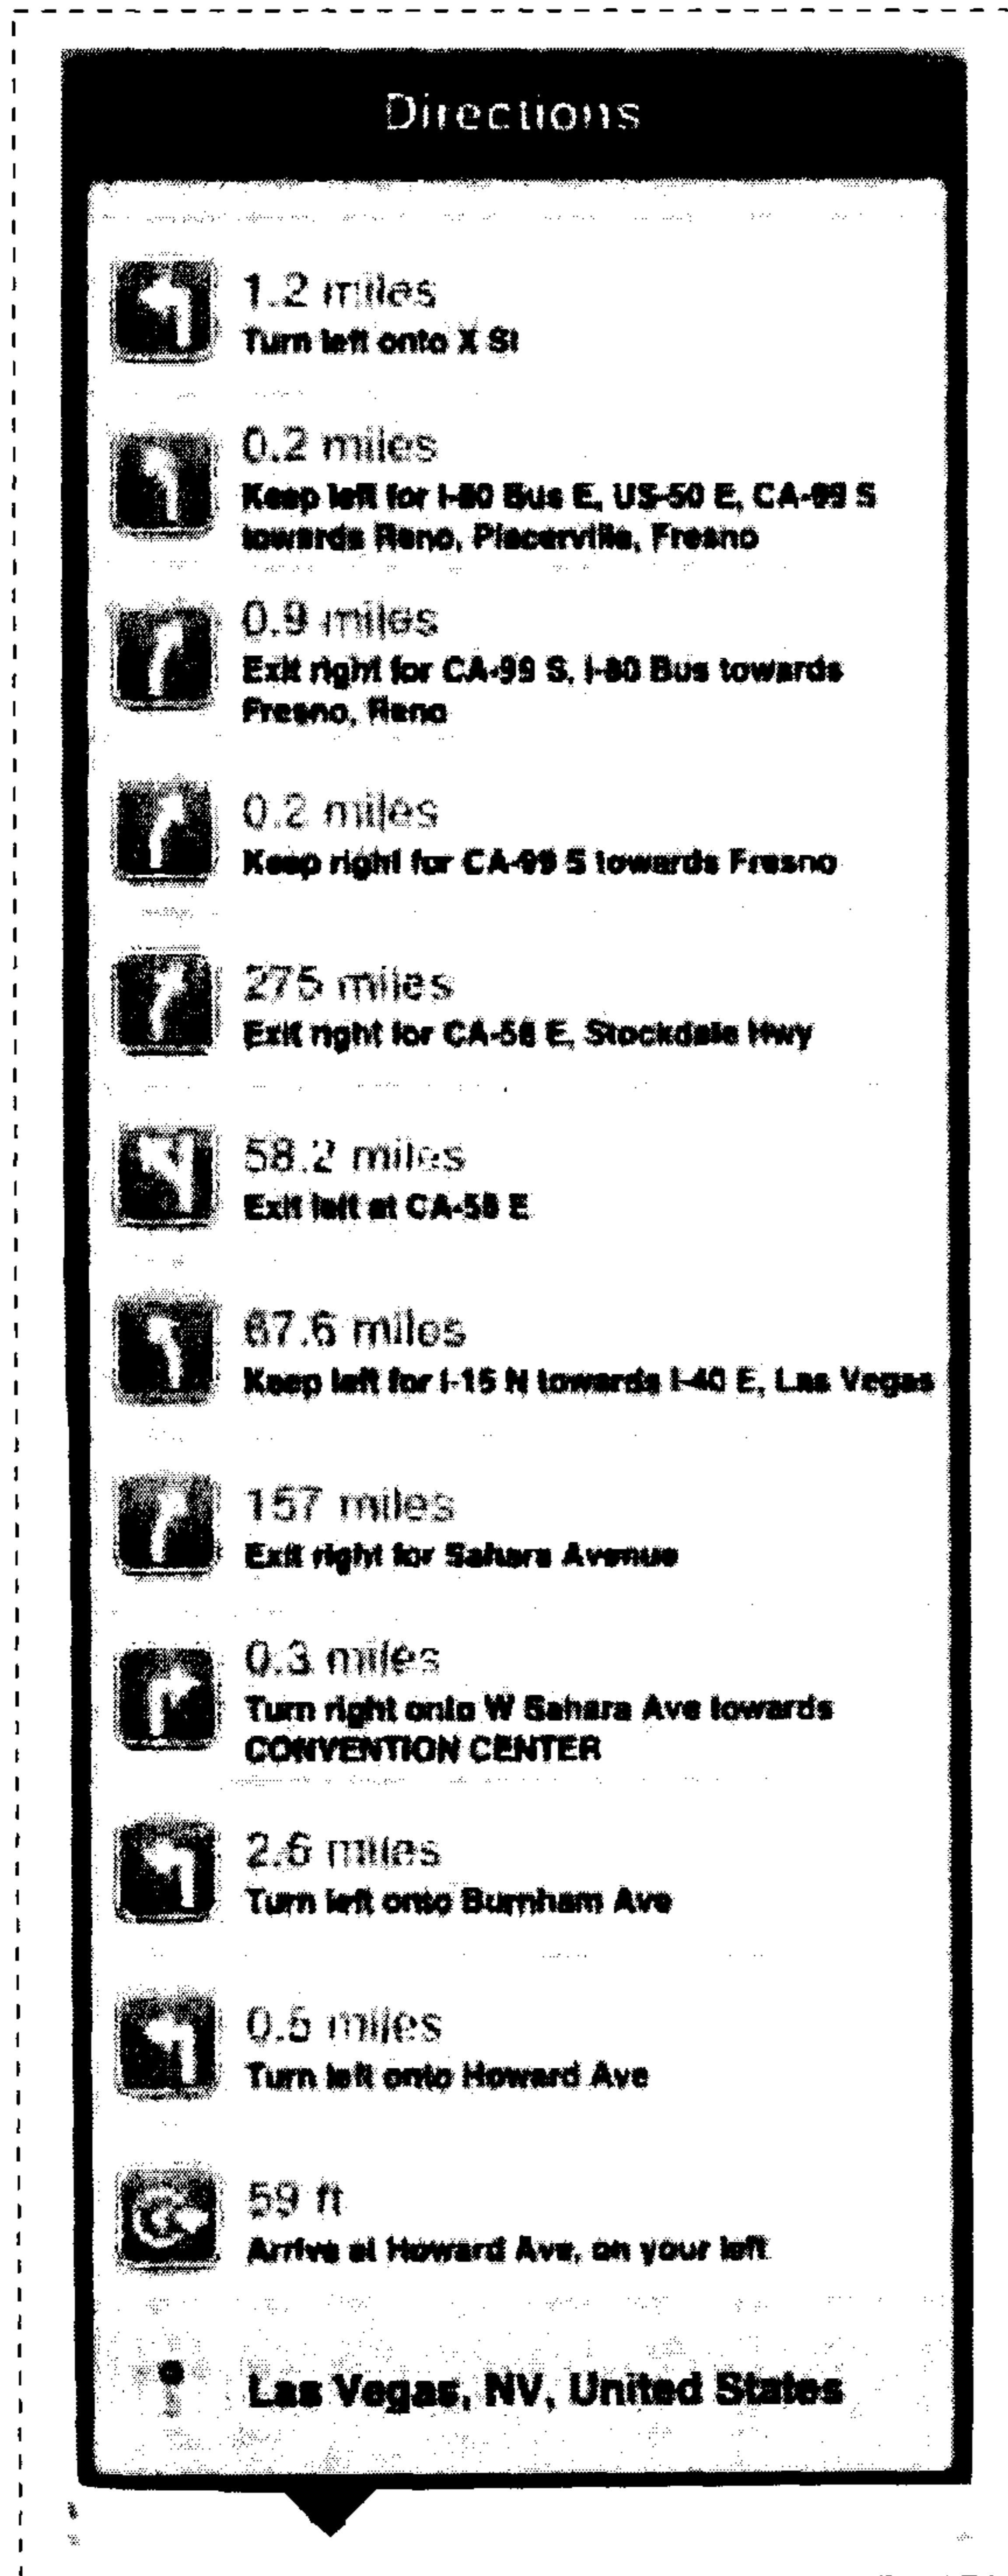 Directions
1.2 miles
Turn left onto X St
0.2 miles
Keep left for I-80 Bus E, US-50 E, CA-99 S
towards Reno, Placerville, Fresno
0.9 miles
Exit right for CA-99 S, I-80 Bus towards
Fresno, Reno
0.2 miles
Keep right for CA-99 S towards Fresno
275 miles
Exit right for CA-58 E, Stockdale Hwy
58.2 miles
Exit left at CA-58 E
67.6 miles
Keep left for I-15 N towards I-40 E, Las Vegas
157 miles
Exit right for Sahara Avenue
0.3 miles
Turn right onto W Sahara Ave towards
CONVENTION CENTER
2.6 miles
Turn left onto Burnham Ave
0.5 miles
Turn left onto Howard Ave
59 ft
Arrive at Howard Ave, on your left
Las Vegas, NV, United States